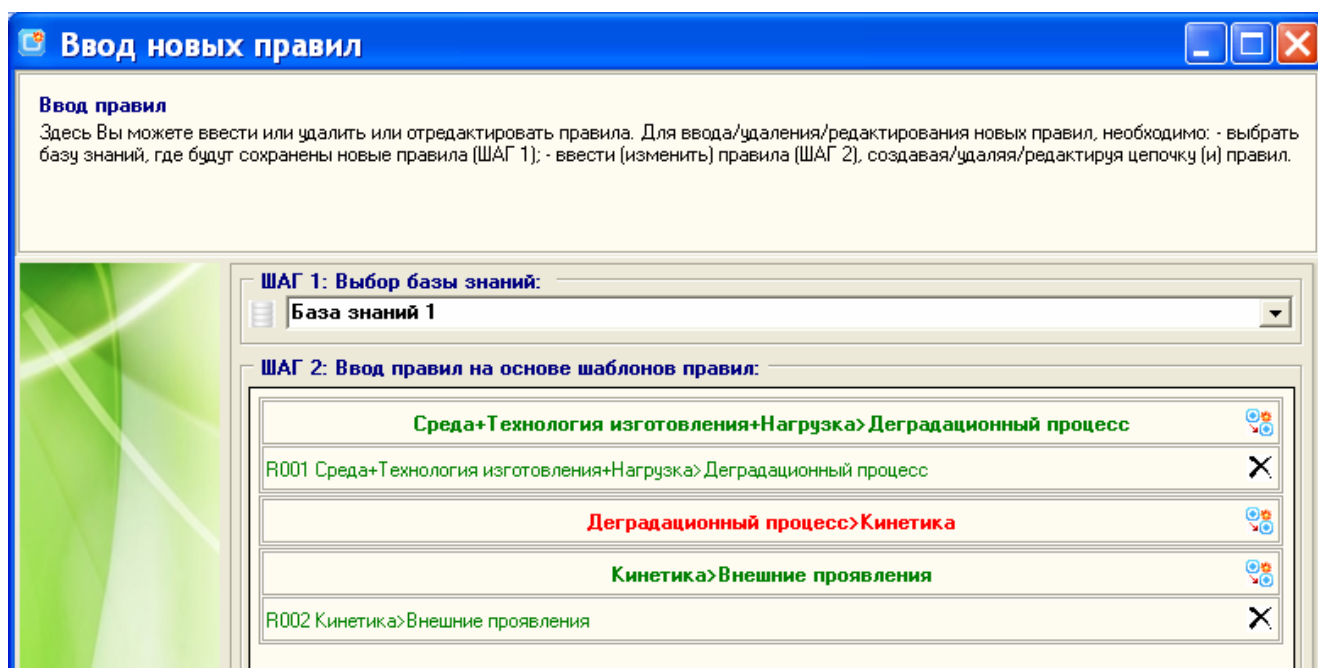 Ввод новых правил
Ввод правил
Здесь Вы можете ввести или удалить или отредактировать правила. Для ввода/удаления/редактирования новых правил, необходимо: - выбрать
базу знаний, где будут сохранены новые правила (ШАГ 1); - ввести (изменить) правила (ШАГ 2), создавая/удаляя/редактируя цепочку (и) правил.
ШАГ 1: Выбор базы знаний:
База знаний 1
ШАГ 2: Ввод правил на основе шаблонов правил:
Среда+Технология изготовления+Нагрузка>Деградационный процесс
R001 Среда+Технология изготовления+Нагрузка>Деградационный процесс
Деградационный процесс>Кинетика
Кинетика>Внешние проявления
R002 Кинетика>Внешние проявления